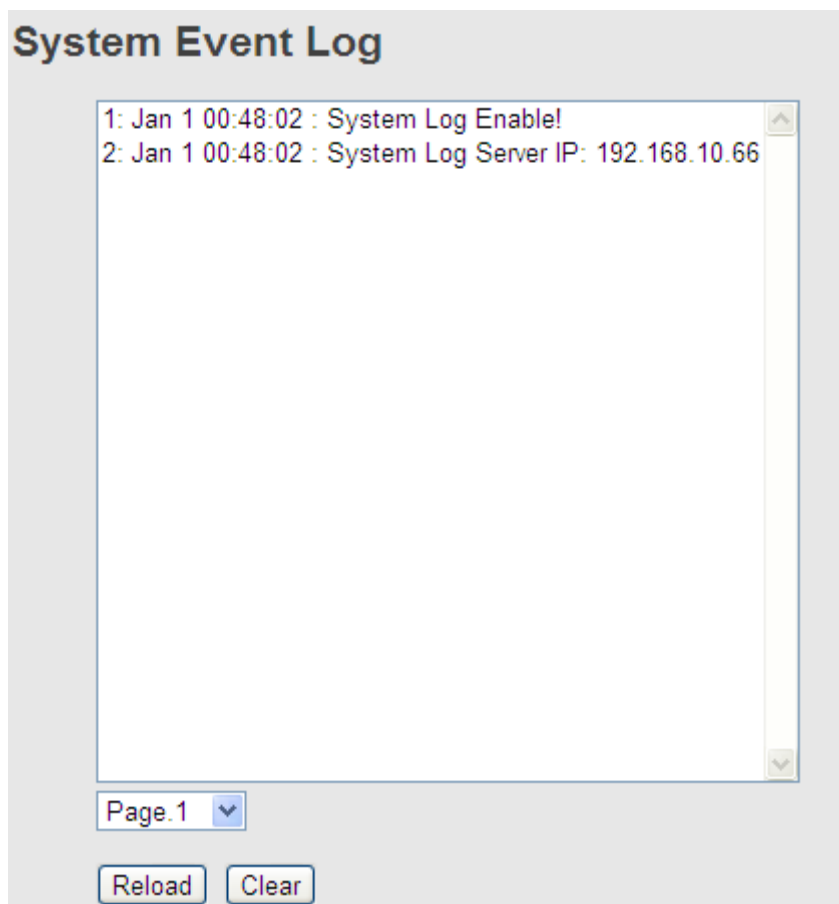 System Event Log
1: Jan 1 00:48:02 : System Log Enable!
2: Jan 1 00:48:02 : System Log Server IP: 192.168.10.66
Page.1
Reload Clear